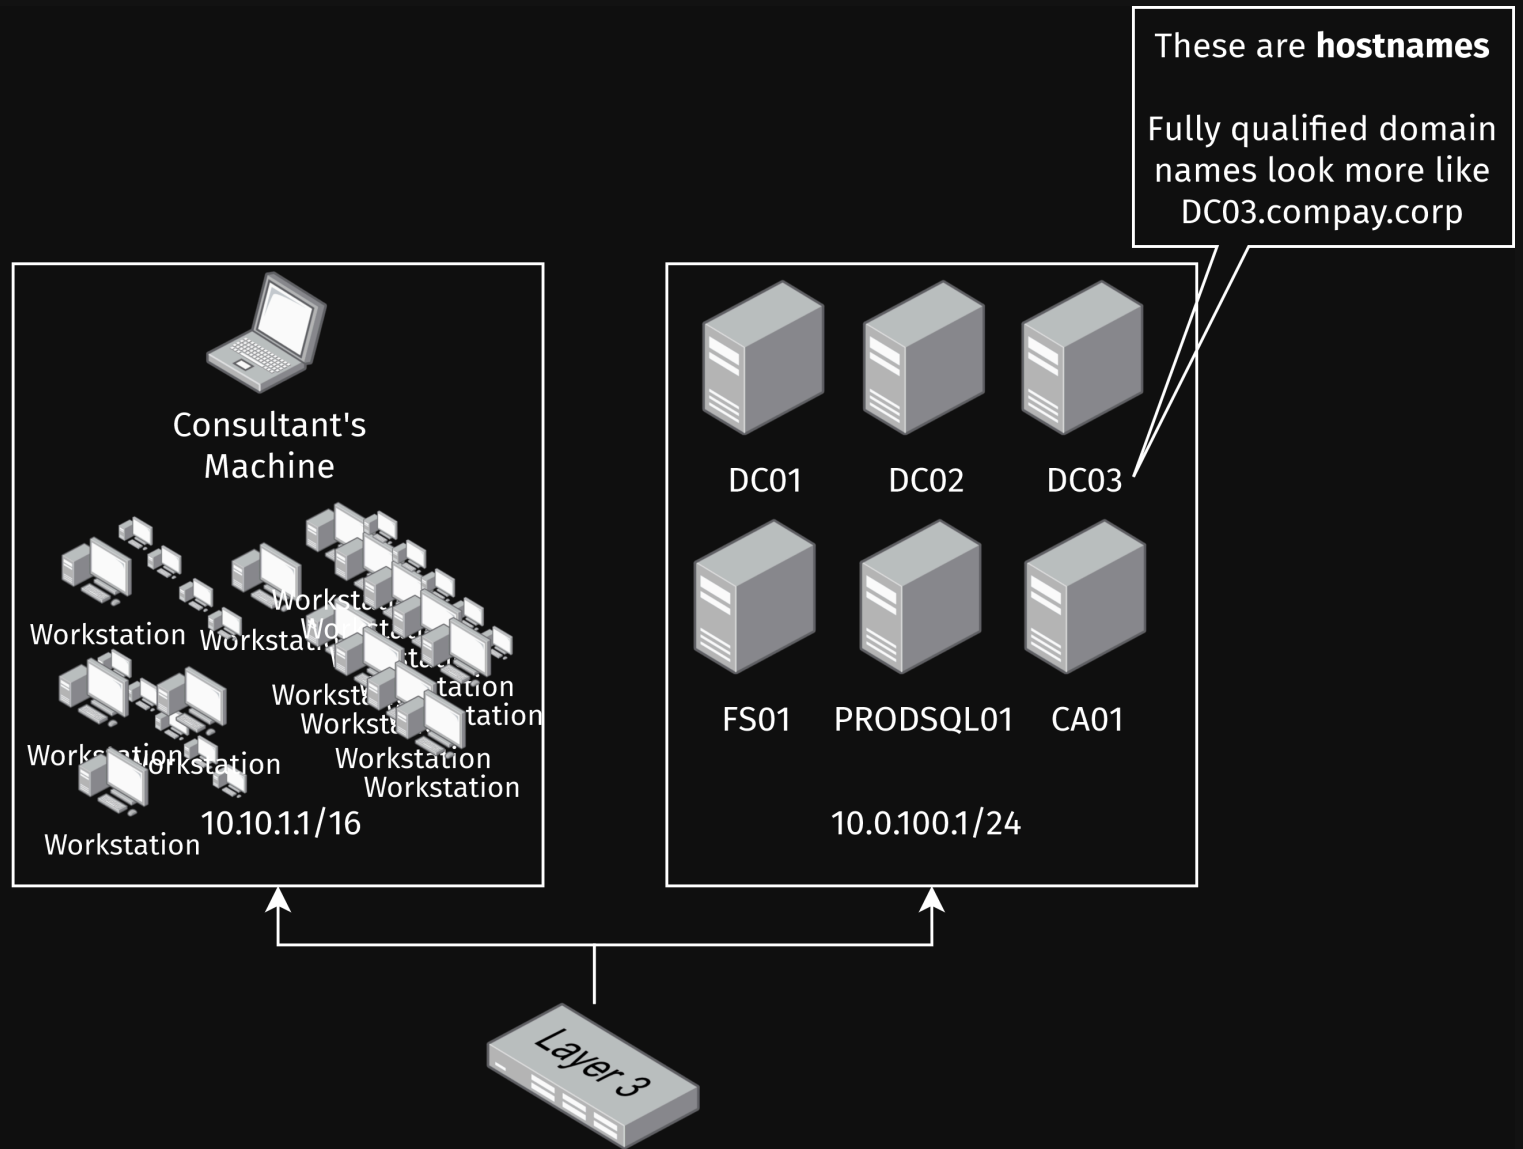 These are hostnames
Fully qualified domain
names look more like
DC03.compay.corp
Consultant's
Machine
Workstation
Workstation
Workstation
Workstation
Workstation
Workstation
10.10.1.1/16
DC01
DC02
DC03
FS01
PRODSQL01
CA01
10.0.100.1/24
Layer 3